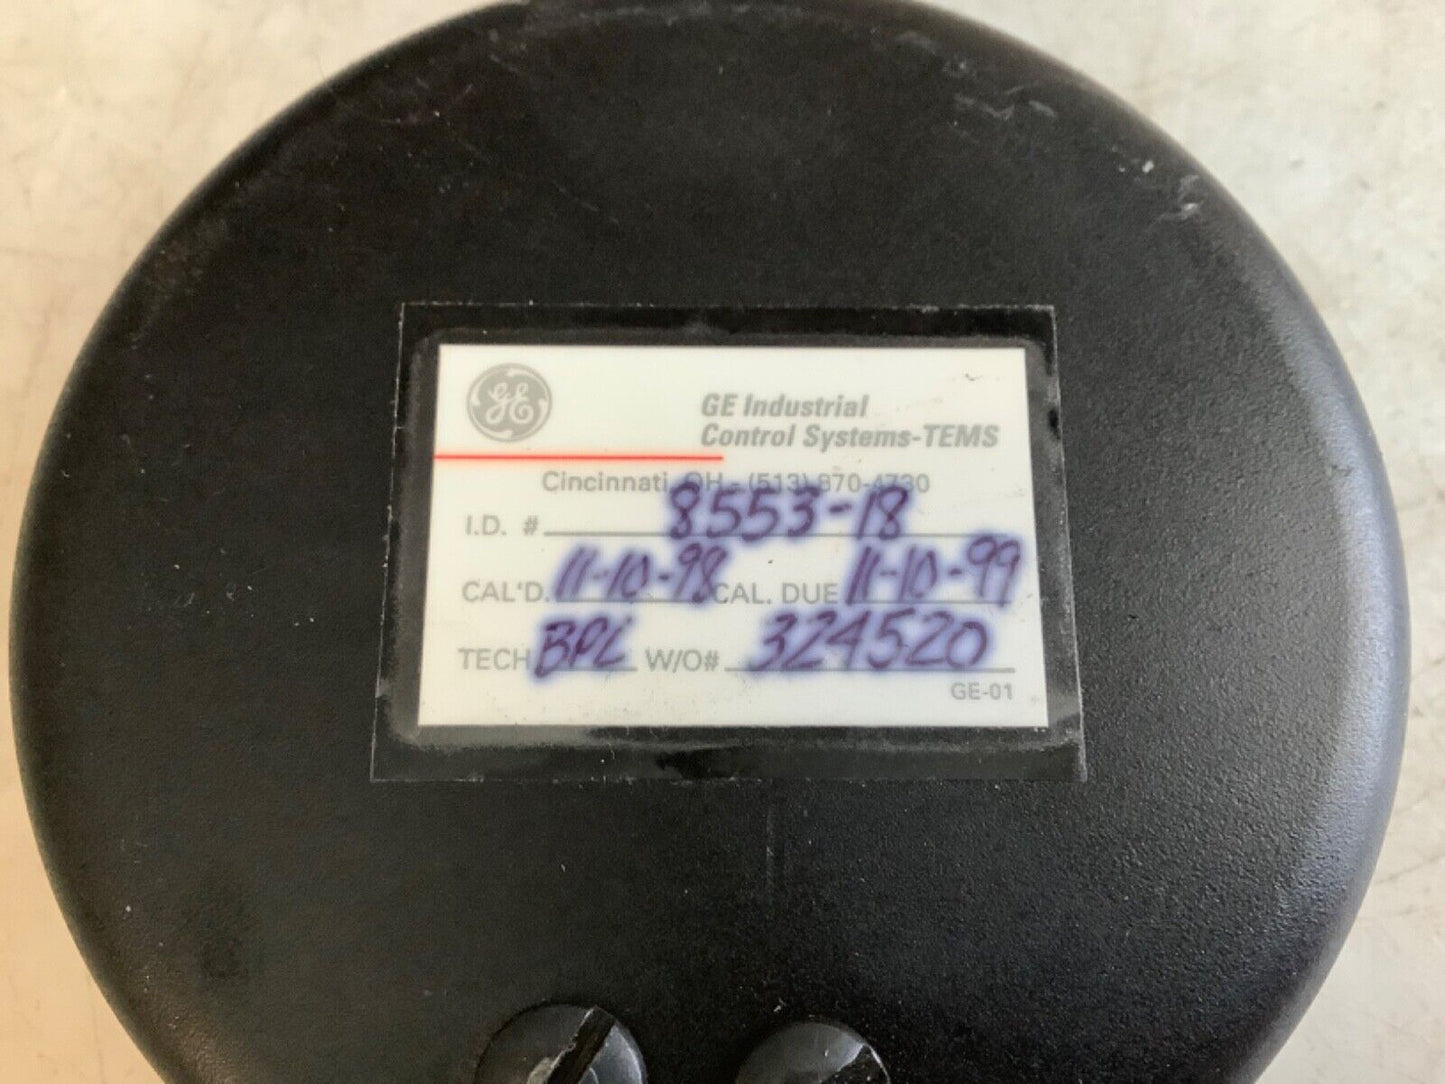 GE
GE Industrial
Control Systems-TEMS
Cincinnati, OH - (513) 870-4730
I.D. # 8553-18
CAL'D. 11-10-98 CAL. DUE 11-10-99
TECH BPL W/O# 324520
GE-01